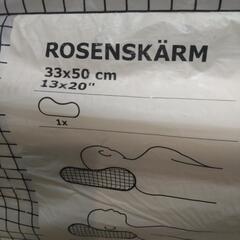 ROSENSKÄRM
33x50 cm
13x20"
1x